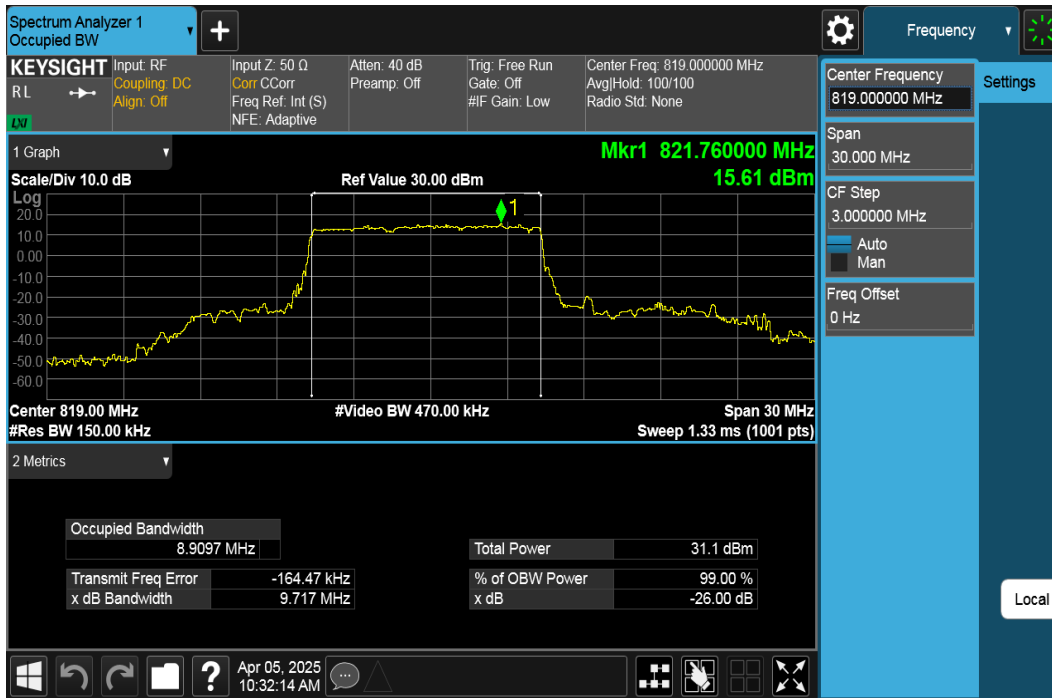 Spectrum Analyzer 1
Occupied BW
Frequency
KEYSIGHT
R L
LXI
Input: RF
Coupling: DC
Align: Off
Input Z: 50 Ω
Corr CCorr
Freq Ref: Int (S)
NFE: Adaptive
Atten: 40 dB
Preamp: Off
Trig: Free Run
Gate: Off
#IF Gain: Low
Center Freq: 819.000000 MHz
Avg|Hold: 100/100
Radio Std: None
Center Frequency
819.000000 MHz
Settings
Span
30.000 MHz
CF Step
3.000000 MHz
Auto
Man
Freq Offset
0 Hz
Local
1 Graph
Mkr1 821.760000 MHz
15.61 dBm
Scale/Div 10.0 dB
Ref Value 30.00 dBm
Log
1
20.0
10.0
0.00
-10.0
-20.0
-30.0
-40.0
-50.0
-60.0
Center 819.00 MHz
#Video BW 470.00 kHz
Span 30 MHz
#Res BW 150.00 kHz
Sweep 1.33 ms (1001 pts)
2 Metrics
Occupied Bandwidth
8.9097 MHz
Total Power 31.1 dBm
Transmit Freq Error -164.47 kHz
% of OBW Power 99.00 %
x dB Bandwidth 9.717 MHz
x dB -26.00 dB
?
Apr 05, 2025
10:32:14 AM